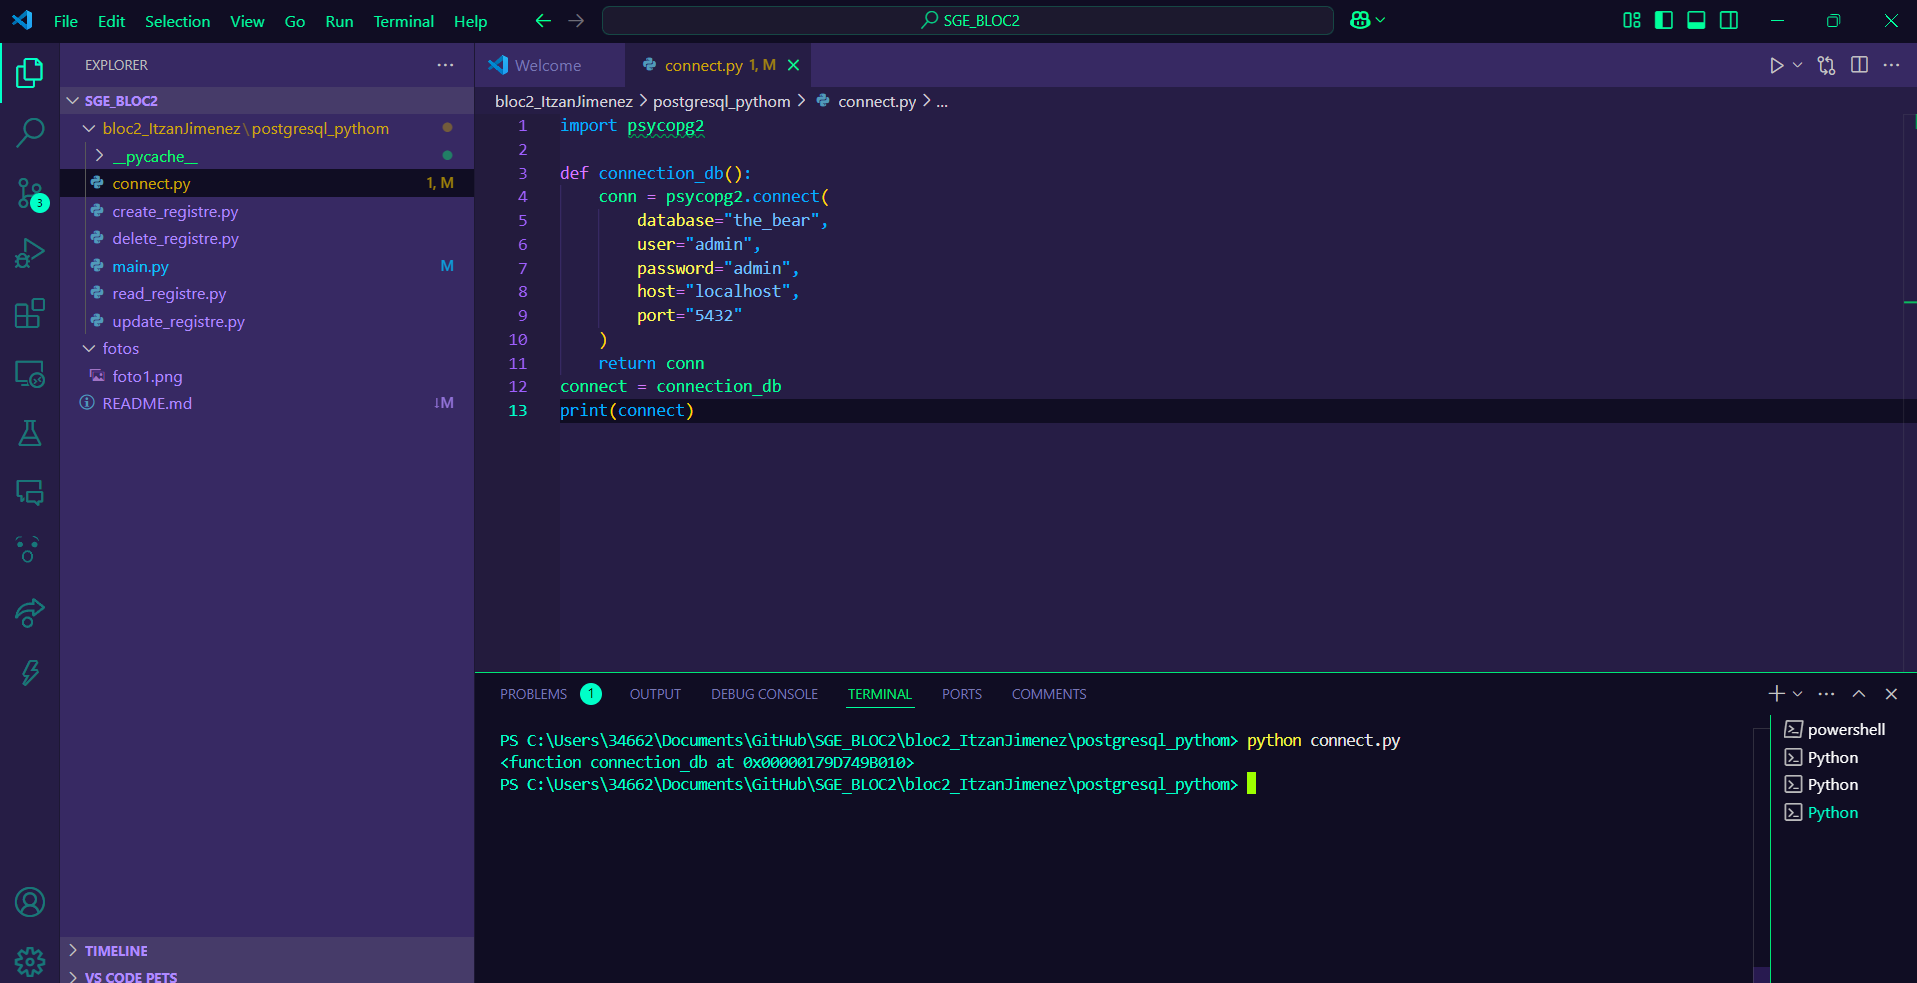 File Edit Selection View Go Run Terminal Help
SGE_BLOC2
EXPLORER
SGE_BLOC2
bloc2_ItzanJimenez\postgresql_pythom
__pycache__
connect.py 1, M
create_registre.py
delete_registre.py
main.py M
read_registre.py
update_registre.py
fotos
foto1.png
README.md ↓M
3
TIMELINE
VS CODE PETS
Welcome
connect.py 1, M
bloc2_ItzanJimenez > postgresql_pythom > connect.py > ...
1 import psycopg2
2
3 def connection_db():
4 conn = psycopg2.connect(
5 database="the_bear",
6 user="admin",
7 password="admin",
8 host="localhost",
9 port="5432"
10 )
11 return conn
12 connect = connection_db
13 print(connect)
PROBLEMS 1 OUTPUT DEBUG CONSOLE TERMINAL PORTS COMMENTS
PS C:\Users\34662\Documents\GitHub\SGE_BLOC2\bloc2_ItzanJimenez\postgresql_pythom> python connect.py
<function connection_db at 0x00000179D749B010>
PS C:\Users\34662\Documents\GitHub\SGE_BLOC2\bloc2_ItzanJimenez\postgresql_pythom>
powershell
Python
Python
Python